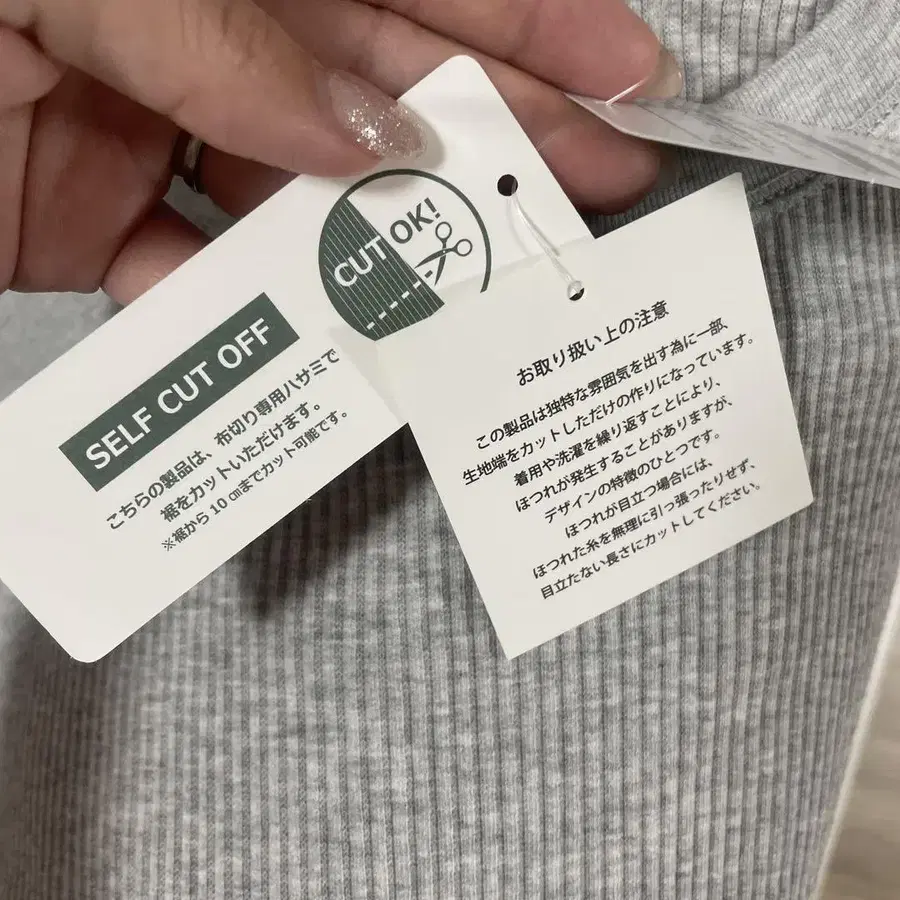 CUT OK!
SELF CUT OFF
こちらの製品は、布切り専用ハサミで
裾をカットいただけます。
※裾から10㎝までカット可能です。
お取り扱い上の注意
この製品は独特な雰囲気を出す為に一部、
生地端をカットしただけの作りになっています。
着用や洗濯を繰り返すことにより、
ほつれが発生することがありますが、
デザインの特徴のひとつです。
ほつれが目立つ場合には、
ほつれた糸を無理に引っ張ったりせず、
目立たない長さにカットしてください。